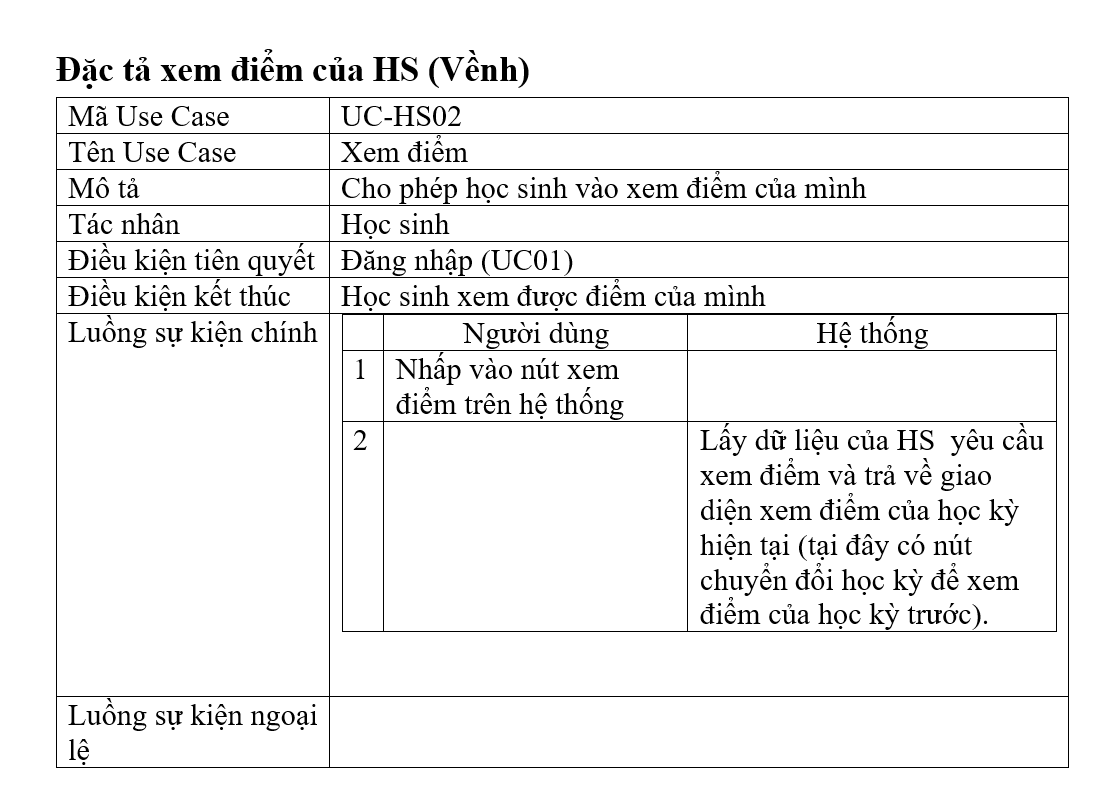 Đặc tả xem điểm của HS (Vềnh)
Mã Use Case
UC-HS02
Tên Use Case
Xem điểm
Mô tả
Cho phép học sinh vào xem điểm của mình
Tác nhân
Học sinh
Điều kiện tiên quyết
Đăng nhập (UC01)
Điều kiện kết thúc
Học sinh xem được điểm của mình
Luồng sự kiện chính
Người dùng
Hệ thống
1
Nhấp vào nút xem
điểm trên hệ thống
2
Lấy dữ liệu của HS  yêu cầu
xem điểm và trả về giao
diện xem điểm của học kỳ
hiện tại (tại đây có nút
chuyển đổi học kỳ để xem
điểm của học kỳ trước).
Luồng sự kiện ngoại
lệ